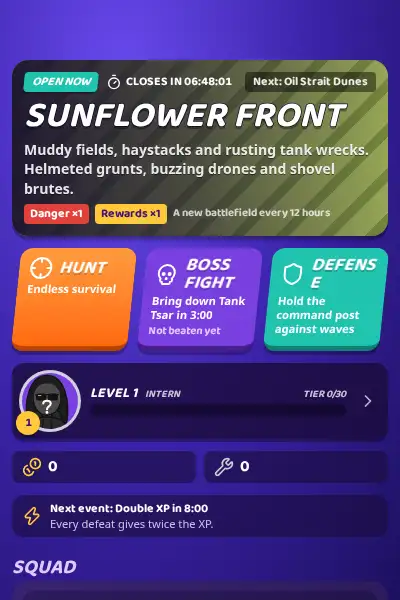 OPEN NOW CLOSES IN 06:48:01 Next: Oil Strait Dunes
SUNFLOWER FRONT
Muddy fields, haystacks and rusting tank wrecks.
Helmeted grunts, buzzing drones and shovel
brutes.
Danger ×1 Rewards ×1 A new battlefield every 12 hours
HUNT
Endless survival
BOSS
FIGHT
Bring down Tank
Tsar in 3:00
Not beaten yet
DEFENS
E
Hold the
command post
against waves
LEVEL 1 INTERN TIER 0/30
?
1
0
0
Next event: Double XP in 8:00
Every defeat gives twice the XP.
SQUAD